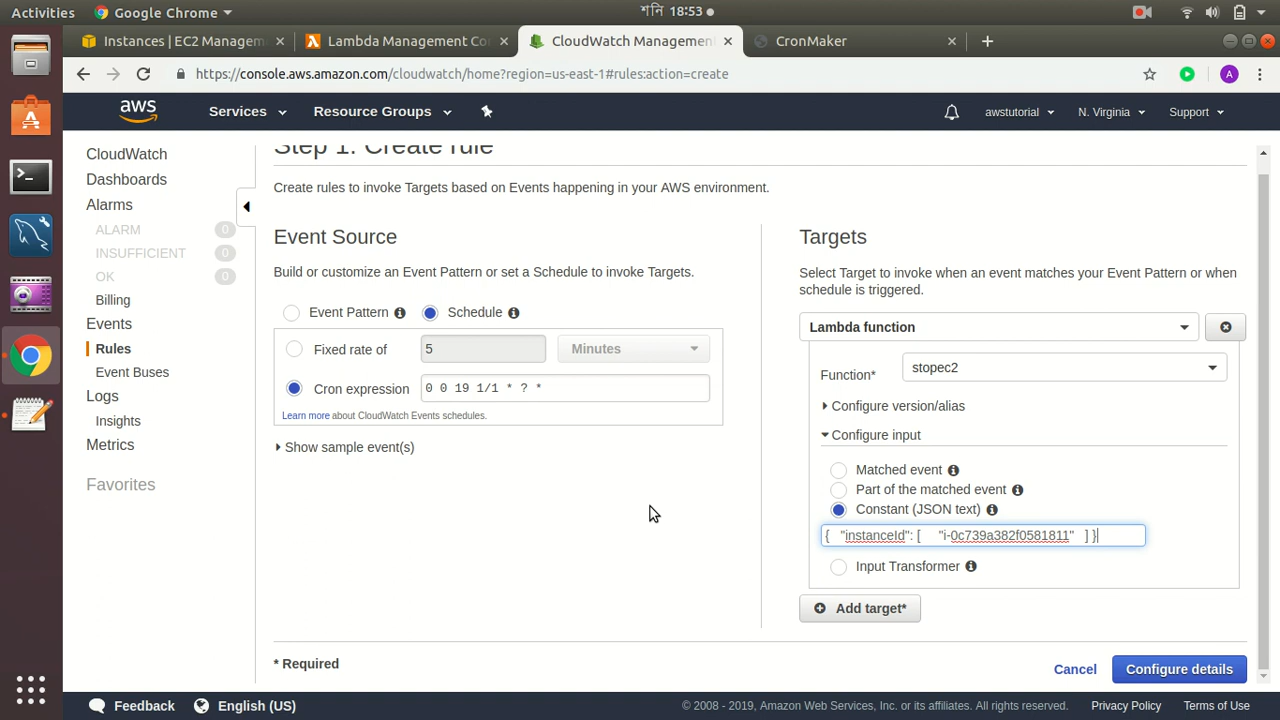 Activities
Google Chrome
শনি 18:53
Instances | EC2 Managem
Lambda Management Co
CloudWatch Management
CronMaker
https://console.aws.amazon.com/cloudwatch/home?region=us-east-1#rules:action=create
A
aws
Services
Resource Groups
awstutorial
N. Virginia
Support
CloudWatch
Dashboards
Alarms
ALARM 0
INSUFFICIENT 0
OK 0
Billing
Events
Rules
Event Buses
Logs
Insights
Metrics
Favorites
Step 1: Create rule
Create rules to invoke Targets based on Events happening in your AWS environment.
Event Source
Build or customize an Event Pattern or set a Schedule to invoke Targets.
Event Pattern
Schedule
Fixed rate of
5
Minutes
Cron expression
0 0 19 1/1 * ? *
Learn more about CloudWatch Events schedules.
Show sample event(s)
Targets
Select Target to invoke when an event matches your Event Pattern or when
schedule is triggered.
Lambda function
Function*
stopec2
Configure version/alias
Configure input
Matched event
Part of the matched event
Constant (JSON text)
{ "instanceId": [ "i-0c739a382f0581811" ] }
Input Transformer
Add target*
* Required
Cancel
Configure details
Feedback
English (US)
© 2008 - 2019, Amazon Web Services, Inc. or its affiliates. All rights reserved.
Privacy Policy
Terms of Use